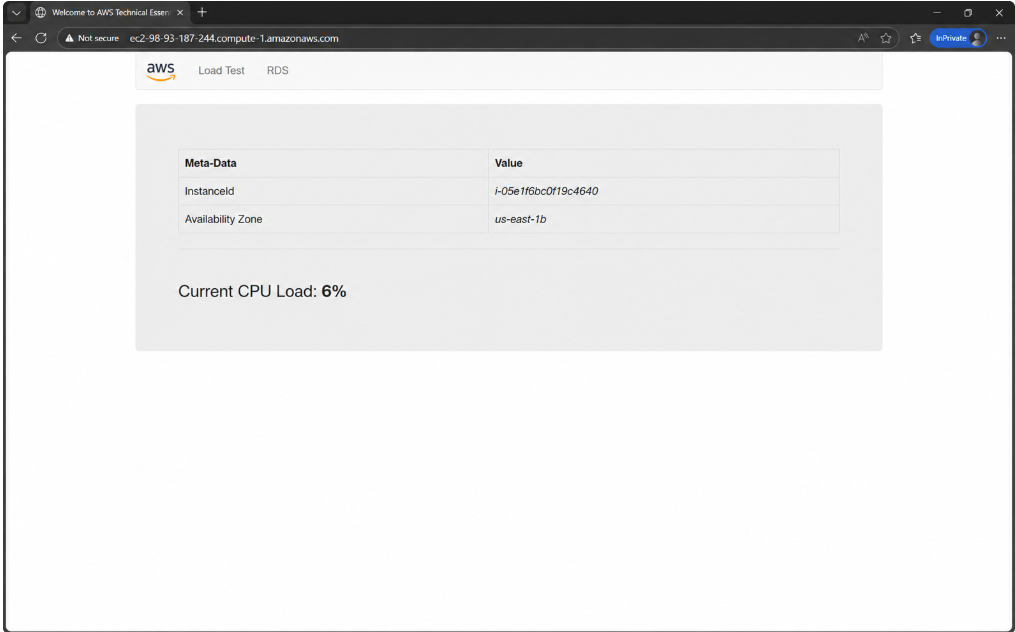 Welcome to AWS Technical Essen
Not secure ec2-98-93-187-244.compute-1.amazonaws.com InPrivate
aws Load Test RDS
Meta-Data Value
InstanceId i-05e1f6bc0f19c4640
Availability Zone us-east-1b
Current CPU Load: 6%